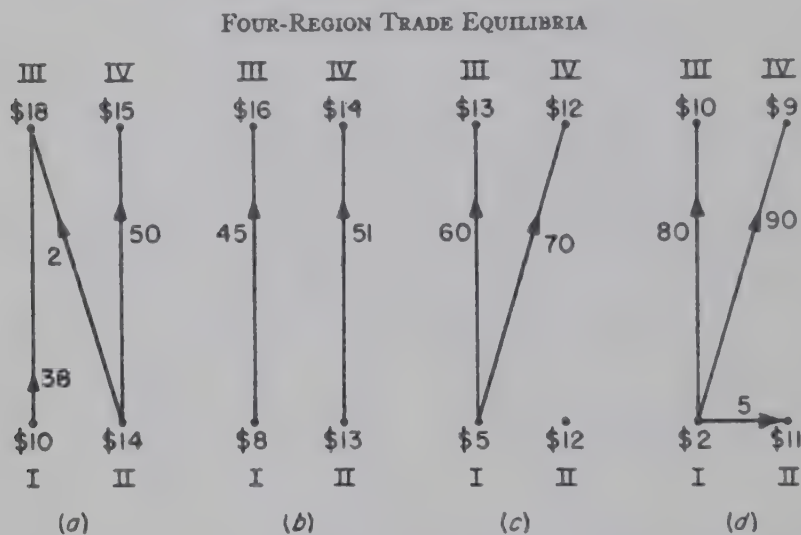 FOUR-REGION TRADE EQUILIBRIA
III IV III IV III IV III IV
$18 $15 $16 $14 $13 $12 $10 $9
2 50 45 51 60 70 80 90
38 5
$10 $14 $8 $13 $5 $12 $2 $11
I II I II I II I II
(a) (b) (c) (d)